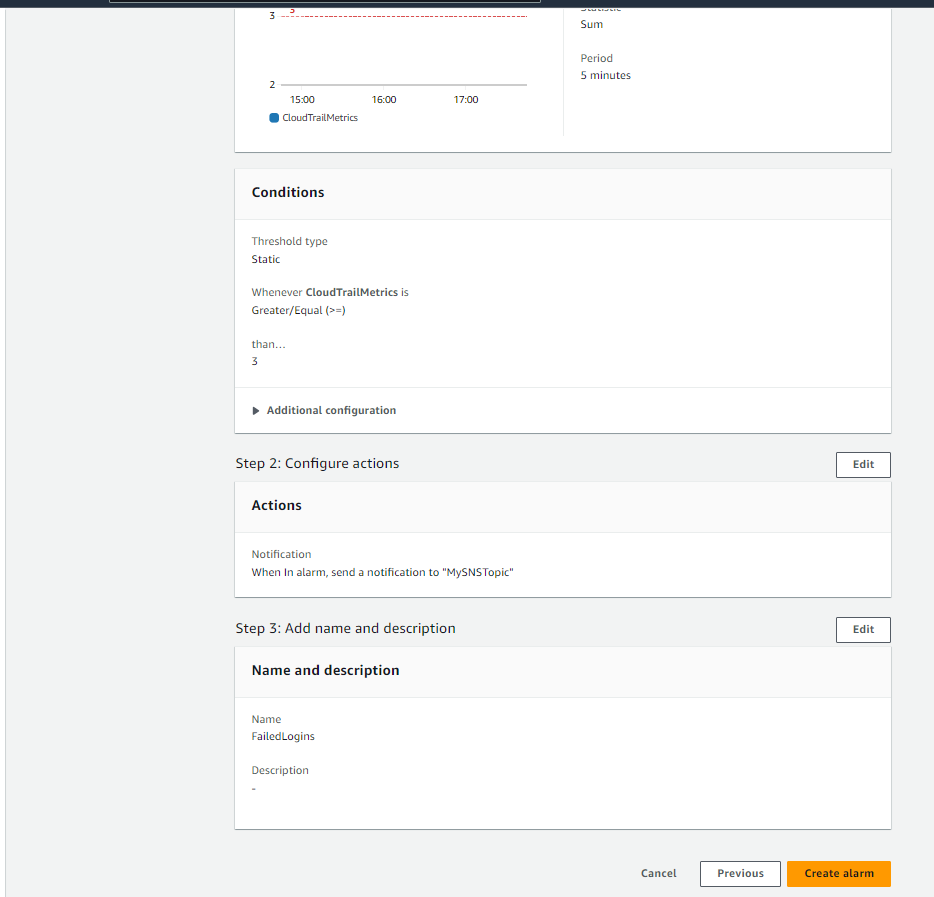 3
3
Statistic
Sum
Period
5 minutes
2
15:00
16:00
17:00
CloudTrailMetrics
Conditions
Threshold type
Static
Whenever CloudTrailMetrics is
Greater/Equal (>=)
than…
3
Additional configuration
Step 2: Configure actions
Edit
Actions
Notification
When In alarm, send a notification to "MySNSTopic"
Step 3: Add name and description
Edit
Name and description
Name
FailedLogins
Description
-
Cancel
Previous
Create alarm